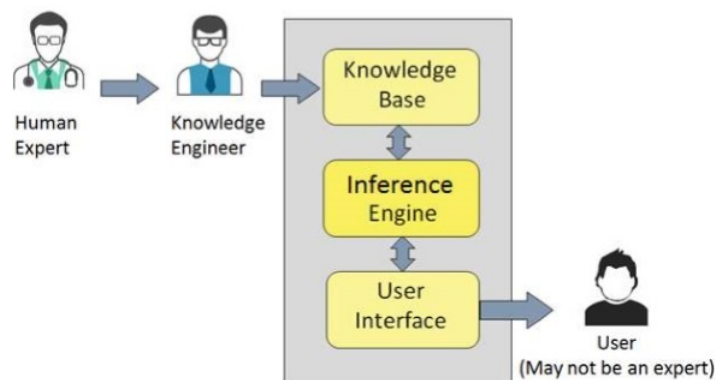 Human
Expert
Knowledge
Engineer
Knowledge
Base
Inference
Engine
User
Interface
User
(May not be an expert)